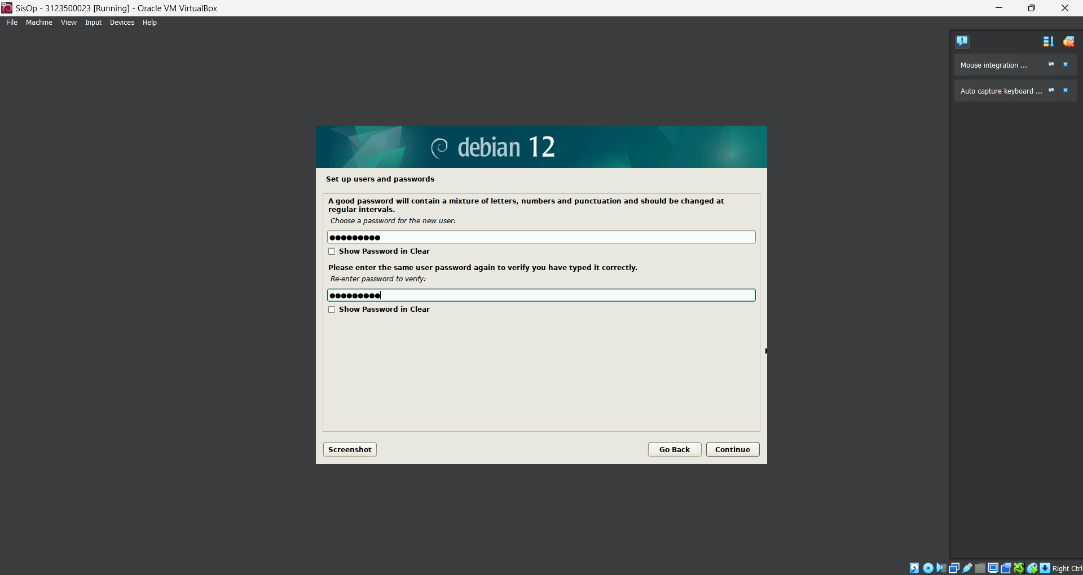 SisOp - 3123500023 [Running] - Oracle VM VirtualBox
File Machine View Input Devices Help
Mouse integration ...
Auto capture keyboard ...
debian 12
Set up users and passwords
A good password will contain a mixture of letters, numbers and punctuation and should be changed at
regular intervals.
Choose a password for the new user:
●●●●●●●●●
Show Password in Clear
Please enter the same user password again to verify you have typed it correctly.
Re-enter password to verify:
●●●●●●●●●
Show Password in Clear
Screenshot
Go Back
Continue
Right Ctrl